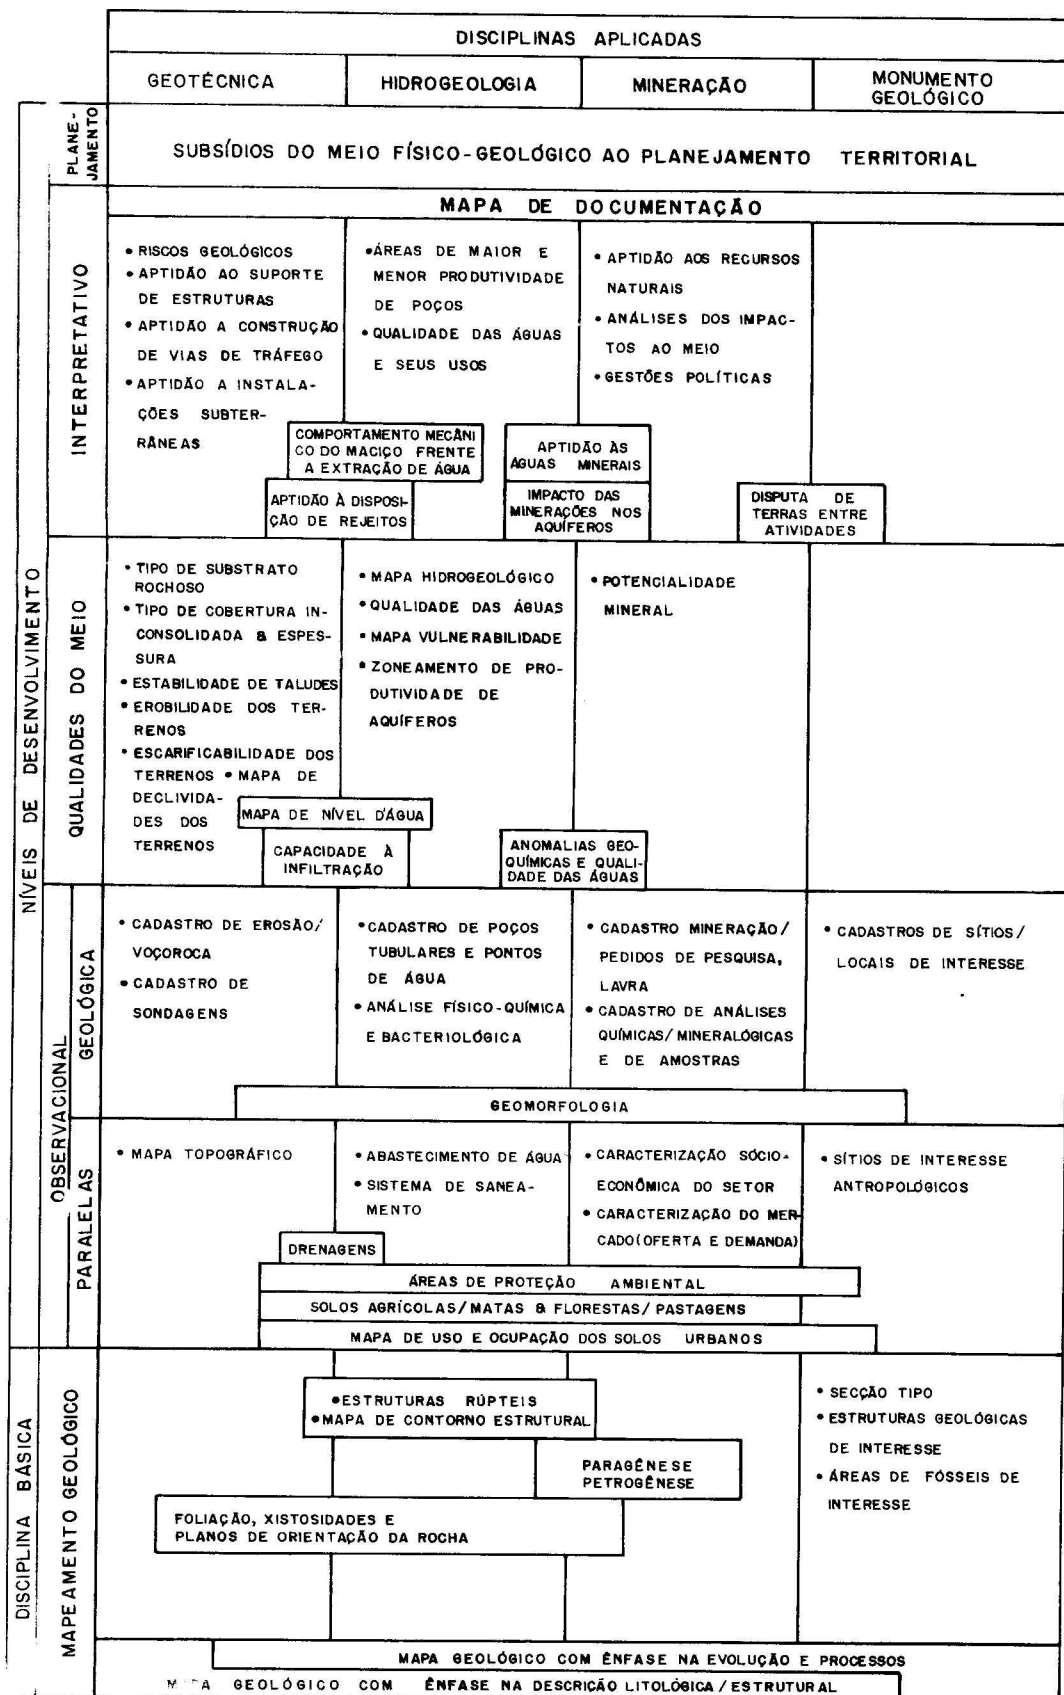 DISCIPLINAS APLICADAS
GEOTÉCNICA
HIDROGEOLOGIA
MINERAÇÃO
MONUMENTO
GEOLÓGICO
NÍVEIS DE DESENVOLVIMENTO
PLANE-
JAMENTO
SUBSÍDIOS DO MEIO FÍSICO-GEOLÓGICO AO PLANEJAMENTO TERRITORIAL
MAPA DE DOCUMENTAÇÃO
INTERPRETATIVO
• RISCOS GEOLÓGICOS
• APTIDÃO AO SUPORTE
DE ESTRUTURAS
• APTIDÃO A CONSTRUÇÃO
DE VIAS DE TRÁFEGO
• APTIDÃO A INSTALA-
ÇÕES SUBTER-
RÂNEAS
• ÁREAS DE MAIOR E
MENOR PRODUTIVIDADE
DE POÇOS
• QUALIDADE DAS ÁGUAS
E SEUS USOS
• APTIDÃO AOS RECURSOS
NATURAIS
• ANÁLISES DOS IMPAC-
TOS AO MEIO
• GESTÕES POLÍTICAS
COMPORTAMENTO MECÂNI
CO DO MACIÇO FRENTE
A EXTRAÇÃO DE ÁGUA
APTIDÃO À DISPOSI-
ÇÃO DE REJEITOS
APTIDÃO ÀS
ÁGUAS MINERAIS
IMPACTO DAS
MINERAÇÕES NOS
AQUÍFEROS
DISPUTA DE
TERRAS ENTRE
ATIVIDADES
QUALIDADES DO MEIO
• TIPO DE SUBSTRATO
ROCHOSO
• TIPO DE COBERTURA IN-
CONSOLIDADA & ESPES-
SURA
• ESTABILIDADE DE TALUDES
• EROBILIDADE DOS TER-
RENOS
• ESCARIFICABILIDADE DOS
TERRENOS • MAPA DE
DECLIVIDA-
DES DOS
TERRENOS
• MAPA HIDROGEOLÓGICO
• QUALIDADE DAS ÁGUAS
• MAPA VULNERABILIDADE
• ZONEAMENTO DE PRO-
DUTIVIDADE DE
AQUÍFEROS
• POTENCIALIDADE
MINERAL
MAPA DE NÍVEL D'ÁGUA
CAPACIDADE À
INFILTRAÇÃO
ANOMALIAS GEO-
QUÍMICAS E QUALI-
DADE DAS ÁGUAS
OBSERVACIONAL
GEOLÓGICA
• CADASTRO DE EROSÃO/
VOÇOROCA
• CADASTRO DE
SONDAGENS
• CADASTRO DE POÇOS
TUBULARES E PONTOS
DE ÁGUA
• ANÁLISE FÍSICO-QUÍMICA
E BACTERIOLÓGICA
• CADASTRO MINERAÇÃO/
PEDIDOS DE PESQUISA,
LAVRA
• CADASTRO DE ANÁLISES
QUÍMICAS/MINERALÓGICAS
E DE AMOSTRAS
• CADASTROS DE SÍTIOS/
LOCAIS DE INTERESSE
GEOMORFOLOGIA
PARALELAS
• MAPA TOPOGRÁFICO
• ABASTECIMENTO DE ÁGUA
• SISTEMA DE SANEA-
MENTO
• CARACTERIZAÇÃO SÓCIO-
ECONÔMICA DO SETOR
• CARACTERIZAÇÃO DO MER-
CADO(OFERTA E DEMANDA)
• SÍTIOS DE INTERESSE
ANTROPOLÓGICOS
DRENAGENS
ÁREAS DE PROTEÇÃO AMBIENTAL
SOLOS AGRÍCOLAS/MATAS & FLORESTAS/PASTAGENS
MAPA DE USO E OCUPAÇÃO DOS SOLOS URBANOS
DISCIPLINA BÁSICA
MAPEAMENTO GEOLÓGICO
• ESTRUTURAS RÚPTEIS
• MAPA DE CONTORNO ESTRUTURAL
PARAGÊNESE
PETROGÊNESE
FOLIAÇÃO, XISTOSIDADES E
PLANOS DE ORIENTAÇÃO DA ROCHA
• SECÇÃO TIPO
• ESTRUTURAS GEOLÓGICAS
DE INTERESSE
• ÁREAS DE FÓSSEIS DE
INTERESSE
MAPA GEOLÓGICO COM ÊNFASE NA EVOLUÇÃO E PROCESSOS
MAPA GEOLÓGICO COM ÊNFASE NA DESCRIÇÃO LITOLÓGICA/ESTRUTURAL